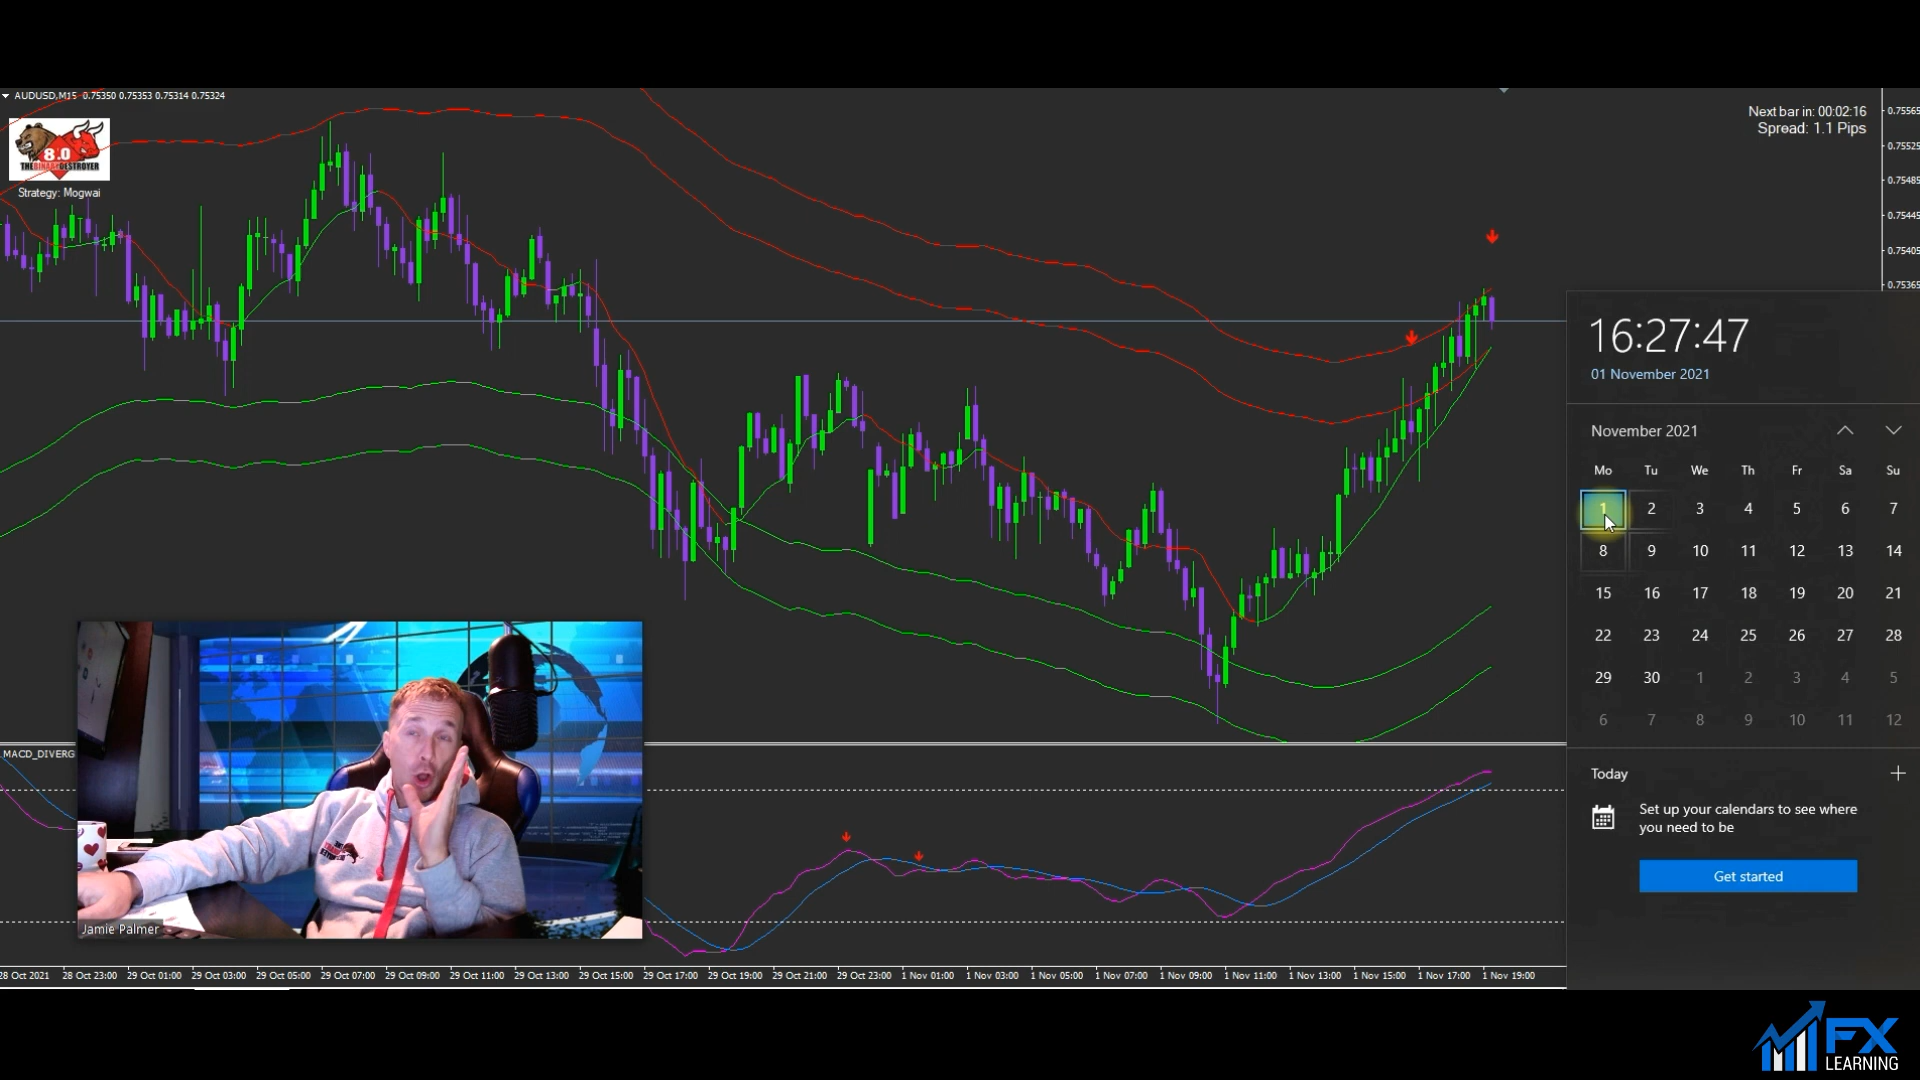 AUDUSD,M15 0.75350 0.75353 0.75314 0.75324
8.0
THE BINARY DESTROYER
Strategy: Mogwai
Next bar in: 00:02:16
Spread: 1.1 Pips
0.75565
0.75525
0.75485
0.75445
0.75405
0.75365
16:27:47
01 November 2021
November 2021
Mo Tu We Th Fr Sa Su
1 2 3 4 5 6 7
8 9 10 11 12 13 14
15 16 17 18 19 20 21
22 23 24 25 26 27 28
29 30 1 2 3 4 5
6 7 8 9 10 11 12
Today
Set up your calendars to see where
you need to be
Get started
MACD_DIVERG
Jamie Palmer
28 Oct 2021 28 Oct 23:00 29 Oct 01:00 29 Oct 03:00 29 Oct 05:00 29 Oct 07:00 29 Oct 09:00 29 Oct 11:00 29 Oct 13:00 29 Oct 15:00 29 Oct 17:00 29 Oct 19:00 29 Oct 21:00 29 Oct 23:00 1 Nov 01:00 1 Nov 03:00 1 Nov 05:00 1 Nov 07:00 1 Nov 09:00 1 Nov 11:00 1 Nov 13:00 1 Nov 15:00 1 Nov 17:00 1 Nov 19:00
FX
LEARNING